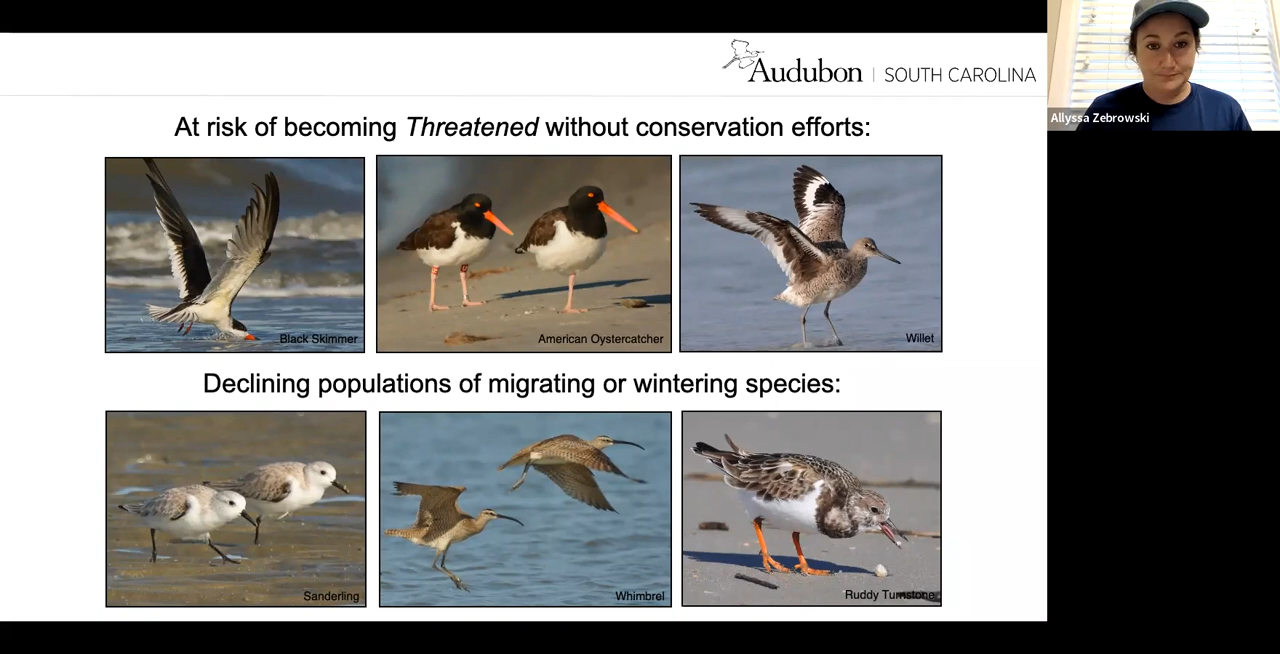 Audubon | SOUTH CAROLINA
Allyssa Zebrowski
At risk of becoming Threatened without conservation efforts:
Black Skimmer
American Oystercatcher
Willet
Declining populations of migrating or wintering species:
Sanderling
Whimbrel
Ruddy Turnstone